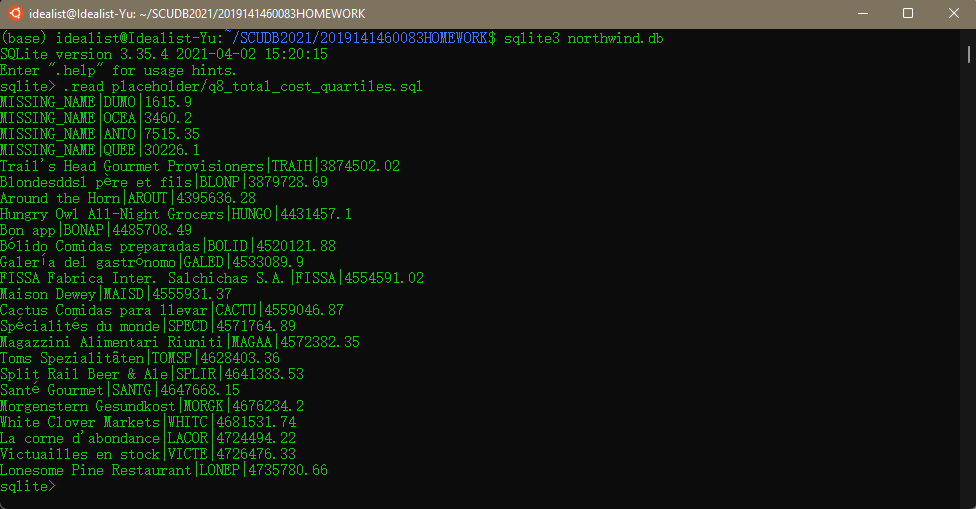 idealist@Idealist-Yu: ~/SCUDB2021/2019141460083HOMEWORK
(base) idealist@Idealist-Yu:~/SCUDB2021/2019141460083HOMEWORK$ sqlite3 northwind.db
SQLite version 3.35.4 2021-04-02 15:20:15
Enter ".help" for usage hints.
sqlite> .read placeholder/q8_total_cost_quartiles.sql
MISSING_NAME|DUMO|1615.9
MISSING_NAME|OCEA|3460.2
MISSING_NAME|ANTO|7515.35
MISSING_NAME|QUEE|30226.1
Trail's Head Gourmet Provisioners|TRAIH|3874502.02
Blondesddsl père et fils|BLONP|3879728.69
Around the Horn|AROUT|4395636.28
Hungry Owl All-Night Grocers|HUNGO|4431457.1
Bon app|BONAP|4485708.49
Bólido Comidas preparadas|BOLID|4520121.88
Galería del gastrónomo|GALED|4533089.9
FISSA Fabrica Inter. Salchichas S.A.|FISSA|4554591.02
Maison Dewey|MAISD|4555931.37
Cactus Comidas para llevar|CACTU|4559046.87
Spécialités du monde|SPECD|4571764.89
Magazzini Alimentari Riuniti|MAGAA|4572382.35
Toms Spezialitäten|TOMSP|4628403.36
Split Rail Beer & Ale|SPLIR|4641383.53
Santé Gourmet|SANTG|4647668.15
Morgenstern Gesundkost|MORGK|4676234.2
White Clover Markets|WHITC|4681531.74
La corne d'abondance|LACOR|4724494.22
Victuailles en stock|VICTE|4726476.33
Lonesome Pine Restaurant|LONEP|4735780.66
sqlite>